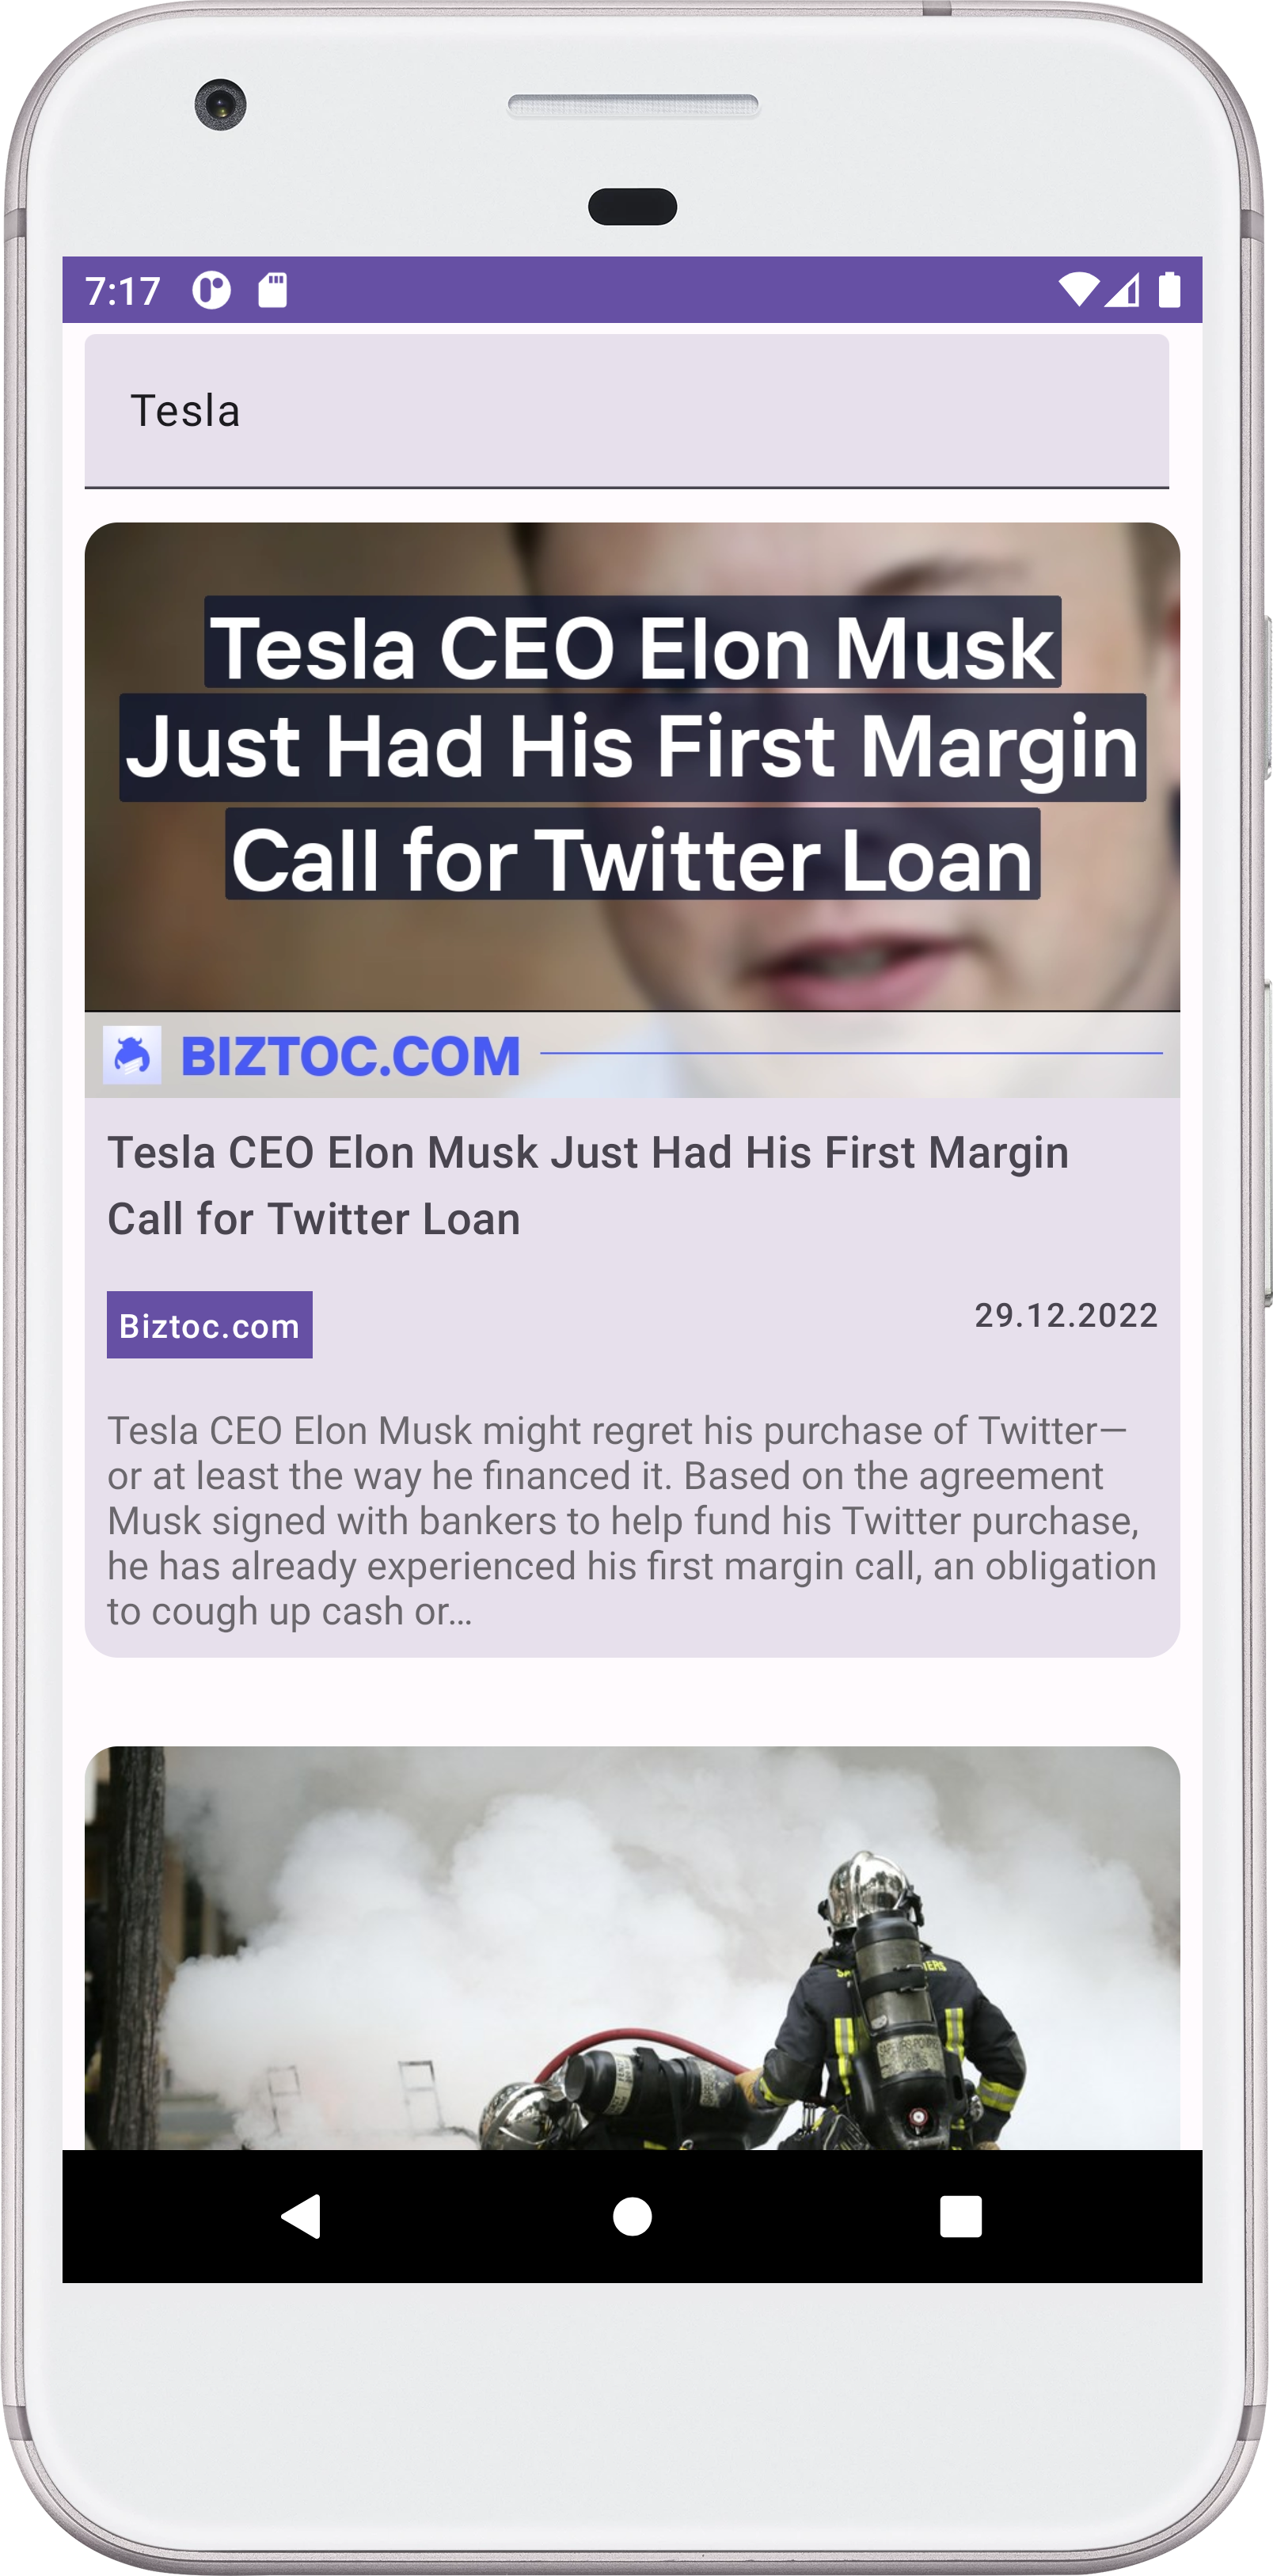 7:17
Tesla
Tesla CEO Elon Musk
Just Had His First Margin
Call for Twitter Loan
BIZTOC.COM
Tesla CEO Elon Musk Just Had His First Margin
Call for Twitter Loan
Biztoc.com
29.12.2022
Tesla CEO Elon Musk might regret his purchase of Twitter—
or at least the way he financed it. Based on the agreement
Musk signed with bankers to help fund his Twitter purchase,
he has already experienced his first margin call, an obligation
to cough up cash or…